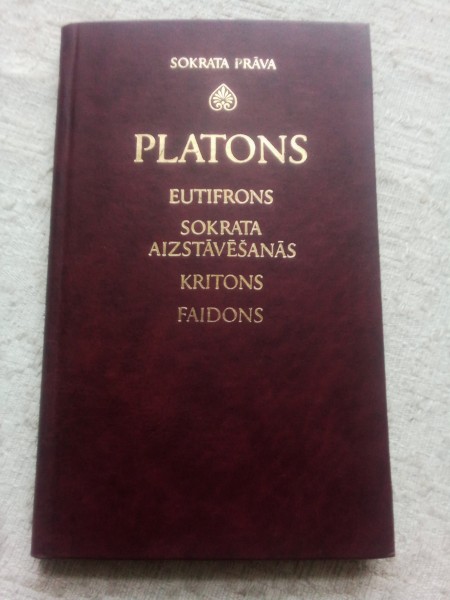 SOKRATA PRĀVA
PLATONS
EUTIFRONS
SOKRATA
AIZSTĀVĒŠANĀS
KRITONS
FAIDONS